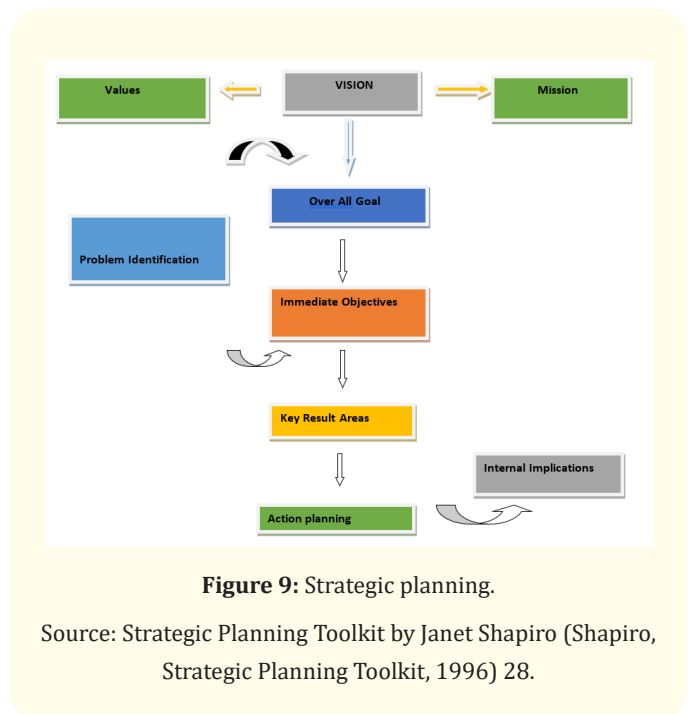 Values
VISION
Mission
Over All Goal
Problem Identification
Immediate Objectives
Key Result Areas
Internal Implications
Action planning
Figure 9: Strategic planning.
Source: Strategic Planning Toolkit by Janet Shapiro (Shapiro,
Strategic Planning Toolkit, 1996) 28.